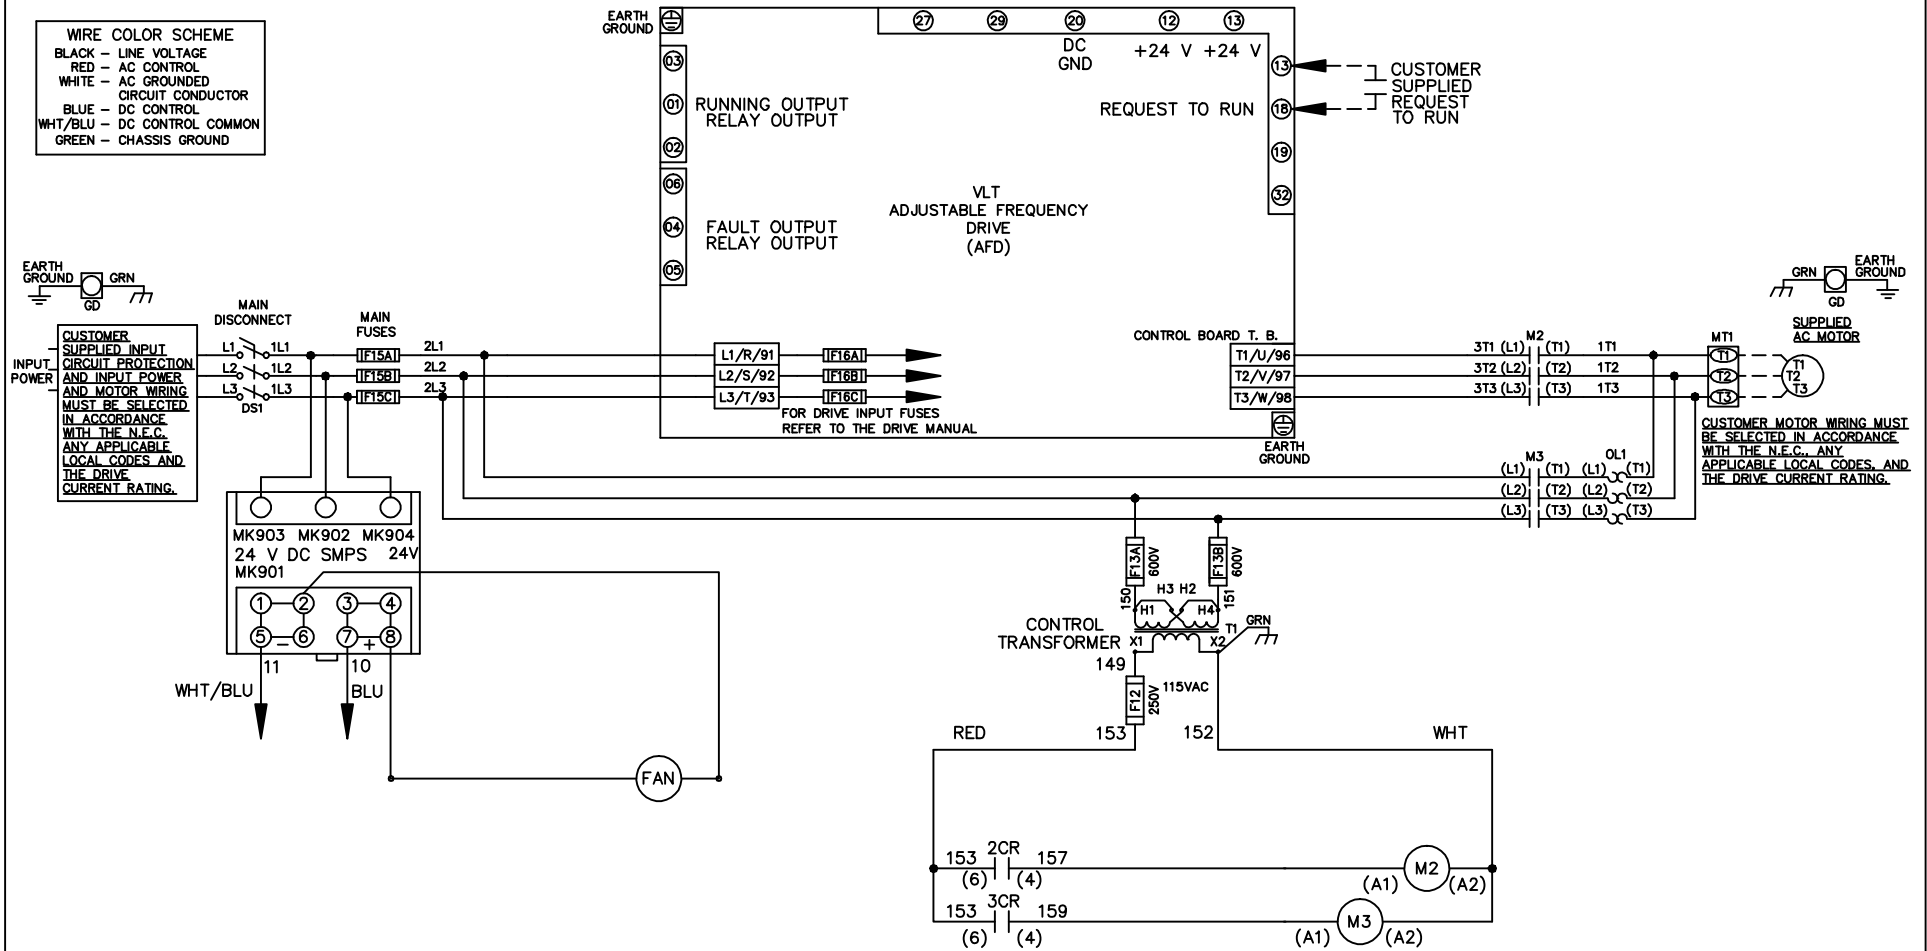 WIRE COLOR SCHEME
BLACK – LINE VOLTAGE
RED – AC CONTROL
WHITE – AC GROUNDED
CIRCUIT CONDUCTOR
BLUE – DC CONTROL
WHT/BLU – DC CONTROL COMMON
GREEN – CHASSIS GROUND
EARTH
GROUND
27
29
20
12
13
DC
GND
+24 V
+24 V
03
01
02
RUNNING OUTPUT
RELAY OUTPUT
06
04
05
FAULT OUTPUT
RELAY OUTPUT
13
18
19
32
REQUEST TO RUN
CUSTOMER
SUPPLIED
REQUEST
TO RUN
VLT
ADJUSTABLE FREQUENCY
DRIVE
(AFD)
EARTH
GROUND
GRN
GD
INPUT
POWER
CUSTOMER
SUPPLIED INPUT
CIRCUIT PROTECTION
AND INPUT POWER
AND MOTOR WIRING
MUST BE SELECTED
IN ACCORDANCE
WITH THE N.E.C.
ANY APPLICABLE
LOCAL CODES AND
THE DRIVE
CURRENT RATING.
MAIN
DISCONNECT
L1
1L1
L2
1L2
L3
1L3
DS1
MAIN
FUSES
F15A
2L1
F15B
2L2
F15C
2L3
L1/R/91
F16A
L2/S/92
F16B
L3/T/93
F16C
FOR DRIVE INPUT FUSES
REFER TO THE DRIVE MANUAL
CONTROL BOARD T. B.
T1/U/96
T2/V/97
T3/W/98
EARTH
GROUND
M2
3T1 (L1) (T1) 1T1
3T2 (L2) (T2) 1T2
3T3 (L3) (T3) 1T3
MT1
T1
T2
T3
GRN
EARTH
GROUND
GD
SUPPLIED
AC MOTOR
T1
T2
T3
CUSTOMER MOTOR WIRING MUST
BE SELECTED IN ACCORDANCE
WITH THE N.E.C., ANY
APPLICABLE LOCAL CODES, AND
THE DRIVE CURRENT RATING.
M3
OL1
(L1) (T1) (L1) (T1)
(L2) (T2) (L2) (T2)
(L3) (T3) (L3) (T3)
MK903 MK902 MK904
24 V DC SMPS 24V
MK901
1
2
3
4
5
–
6
7
+
8
11
10
WHT/BLU
BLU
FAN
F13A
600V
F13B
600V
150
151
H3 H2
H1
H4
CONTROL
TRANSFORMER
X1
X2
T1
GRN
149
F12
250V
115VAC
153
152
RED
WHT
153
2CR
157
(6)
(4)
(A1)
M2
(A2)
153
3CR
159
(6)
(4)
(A1)
M3
(A2)